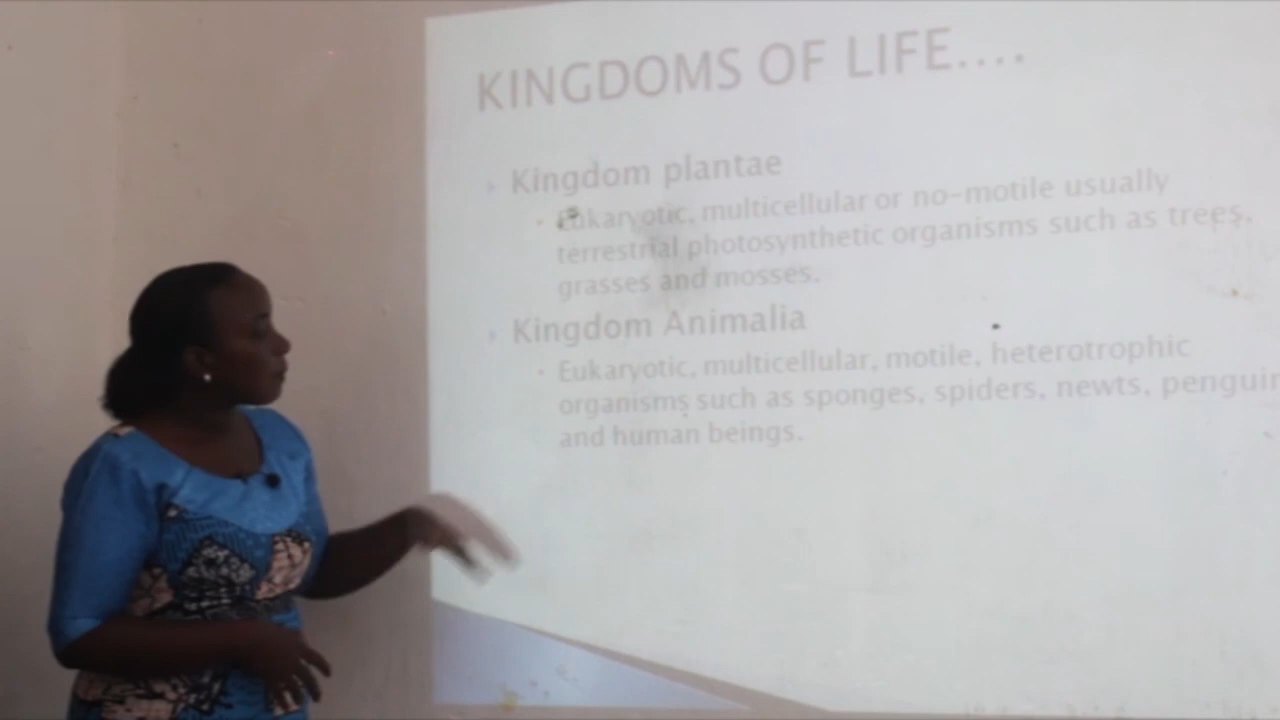 KINGDOMS OF LIFE....
Kingdom plantae
Eukaryotic, multicellular or no-motile usually
terrestrial photosynthetic organisms such as trees,
grasses and mosses.
Kingdom Animalia
Eukaryotic, multicellular, motile, heterotrophic
organisms such as sponges, spiders, newts, penguin
and human beings.